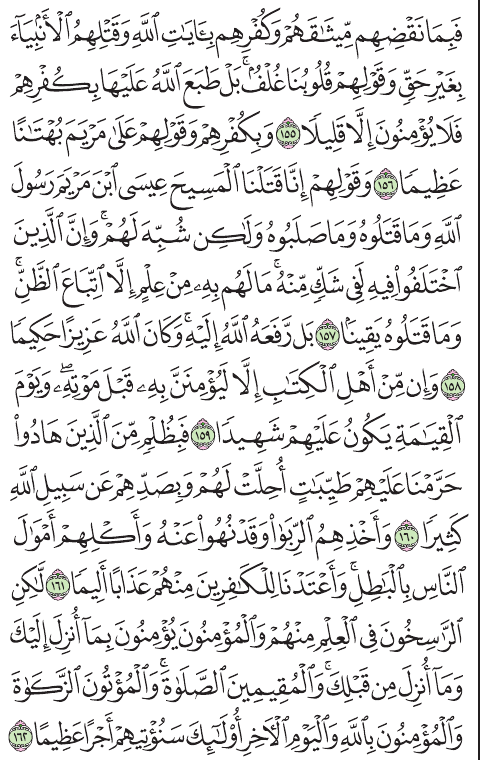 فَبِمَا نَقۡضِهِم مِّيثَٰقَهُمۡ وَكُفۡرِهِم بِـَٔايَٰتِ ٱللَّهِ وَقَتۡلِهِمُ ٱلۡأَنۢبِيَآءَ
بِغَيۡرِ حَقّٖ وَقَوۡلِهِمۡ قُلُوبُنَا غُلۡفُۢۚ بَلۡ طَبَعَ ٱللَّهُ عَلَيۡهَا بِكُفۡرِهِمۡ
فَلَا يُؤۡمِنُونَ إِلَّا قَلِيلٗا ١٥٥ وَبِكُفۡرِهِمۡ وَقَوۡلِهِمۡ عَلَىٰ مَرۡيَمَ بُهۡتَٰنًا
عَظِيمٗا ١٥٦ وَقَوۡلِهِمۡ إِنَّا قَتَلۡنَا ٱلۡمَسِيحَ عِيسَى ٱبۡنَ مَرۡيَمَ رَسُولَ
ٱللَّهِ وَمَا قَتَلُوهُ وَمَا صَلَبُوهُ وَلَٰكِن شُبِّهَ لَهُمۡۚ وَإِنَّ ٱلَّذِينَ
ٱخۡتَلَفُواْ فِيهِ لَفِي شَكّٖ مِّنۡهُۚ مَا لَهُم بِهِۦ مِنۡ عِلۡمٍ إِلَّا ٱتِّبَاعَ ٱلظَّنِّۚ
وَمَا قَتَلُوهُ يَقِينَۢا ١٥٧ بَل رَّفَعَهُ ٱللَّهُ إِلَيۡهِۚ وَكَانَ ٱللَّهُ عَزِيزًا حَكِيمٗا
١٥٨ وَإِن مِّنۡ أَهۡلِ ٱلۡكِتَٰبِ إِلَّا لَيُؤۡمِنَنَّ بِهِۦ قَبۡلَ مَوۡتِهِۦۖ وَيَوۡمَ
ٱلۡقِيَٰمَةِ يَكُونُ عَلَيۡهِمۡ شَهِيدٗا ١٥٩ فَبِظُلۡمٖ مِّنَ ٱلَّذِينَ هَادُواْ
حَرَّمۡنَا عَلَيۡهِمۡ طَيِّبَٰتٍ أُحِلَّتۡ لَهُمۡ وَبِصَدِّهِمۡ عَن سَبِيلِ ٱللَّهِ
كَثِيرٗا ١٦٠ وَأَخۡذِهِمُ ٱلرِّبَوٰاْ وَقَدۡ نُهُواْ عَنۡهُ وَأَكۡلِهِمۡ أَمۡوَٰلَ
ٱلنَّاسِ بِٱلۡبَٰطِلِۚ وَأَعۡتَدۡنَا لِلۡكَٰفِرِينَ مِنۡهُمۡ عَذَابًا أَلِيمٗا ١٦١ لَّٰكِنِ
ٱلرَّٰسِخُونَ فِي ٱلۡعِلۡمِ مِنۡهُمۡ وَٱلۡمُؤۡمِنُونَ يُؤۡمِنُونَ بِمَآ أُنزِلَ إِلَيۡكَ
وَمَآ أُنزِلَ مِن قَبۡلِكَۚ وَٱلۡمُقِيمِينَ ٱلصَّلَوٰةَۚ وَٱلۡمُؤۡتُونَ ٱلزَّكَوٰةَ
وَٱلۡمُؤۡمِنُونَ بِٱللَّهِ وَٱلۡيَوۡمِ ٱلۡأٓخِرِ أُوْلَٰٓئِكَ سَنُؤۡتِيهِمۡ أَجۡرًا عَظِيمًا ١٦٢